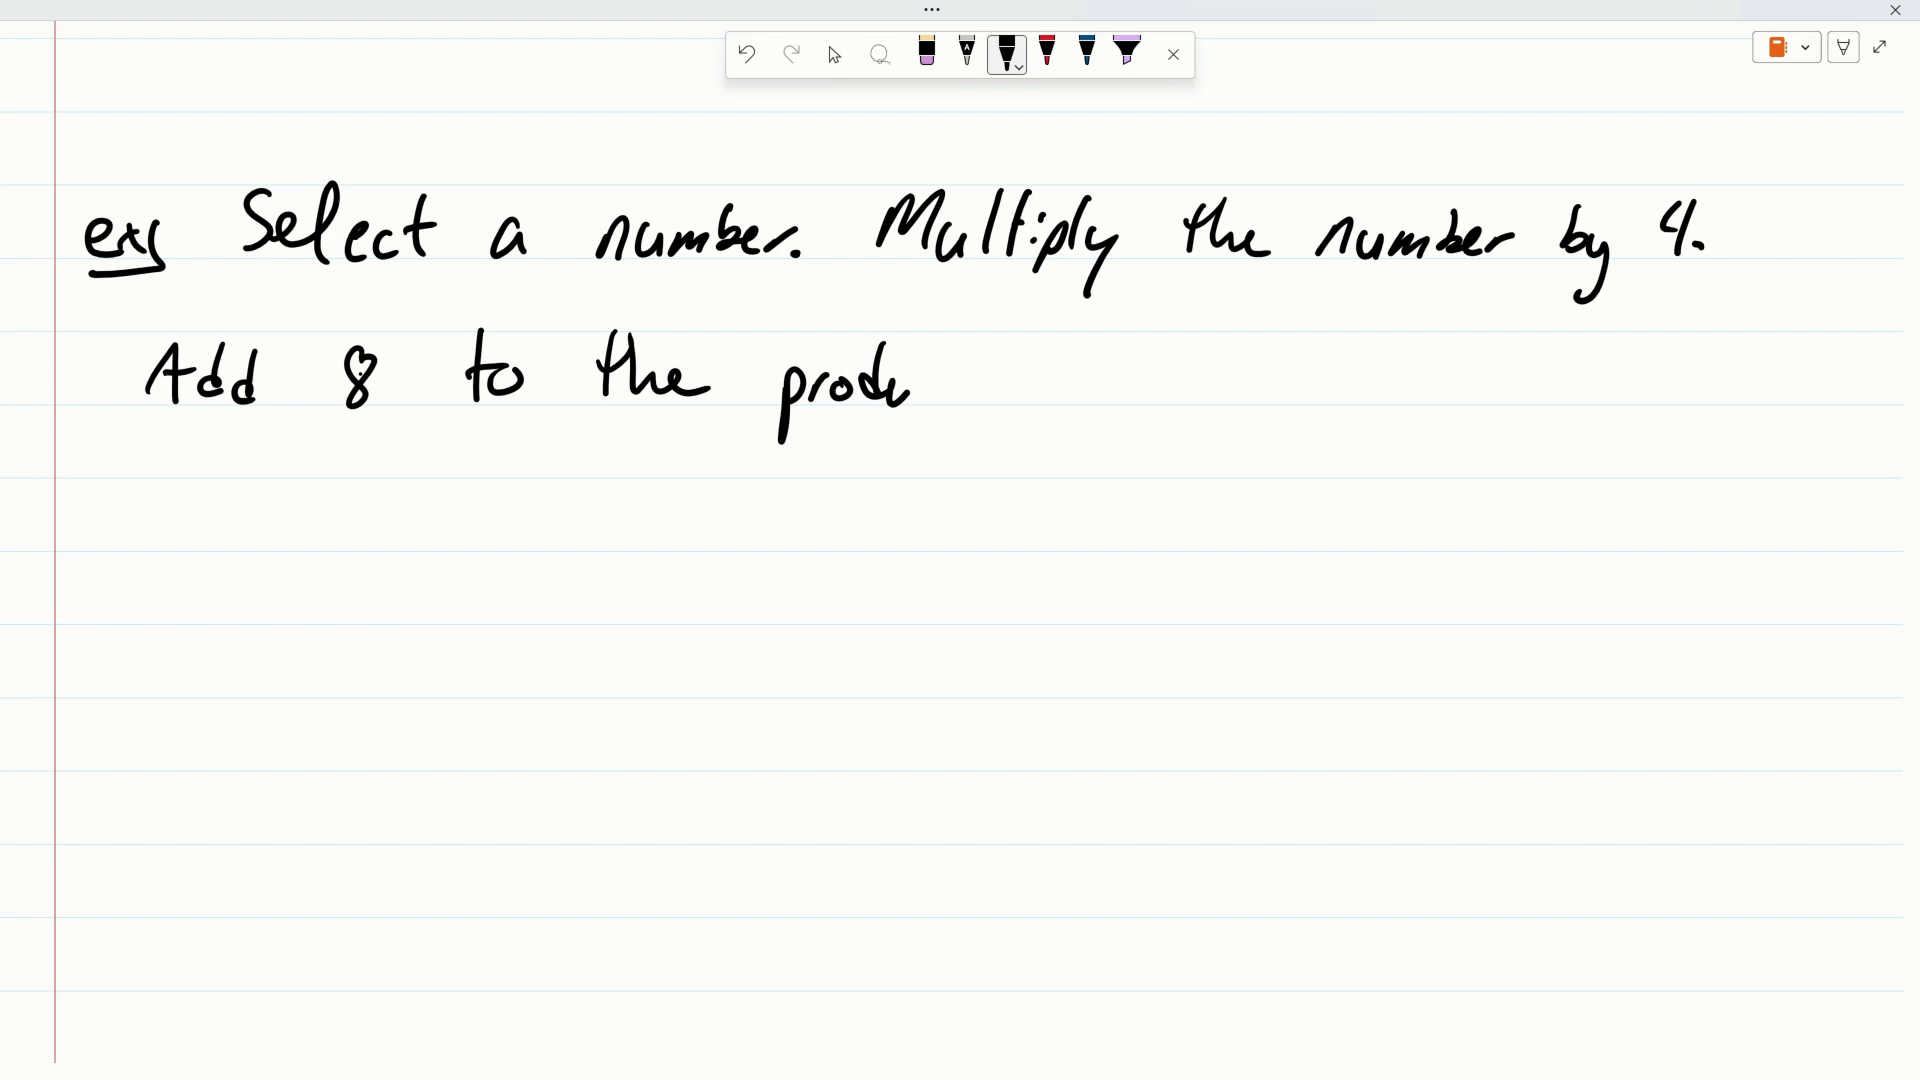 ex( Select a number. Multiply the number by 4.
Add 8 to the produ